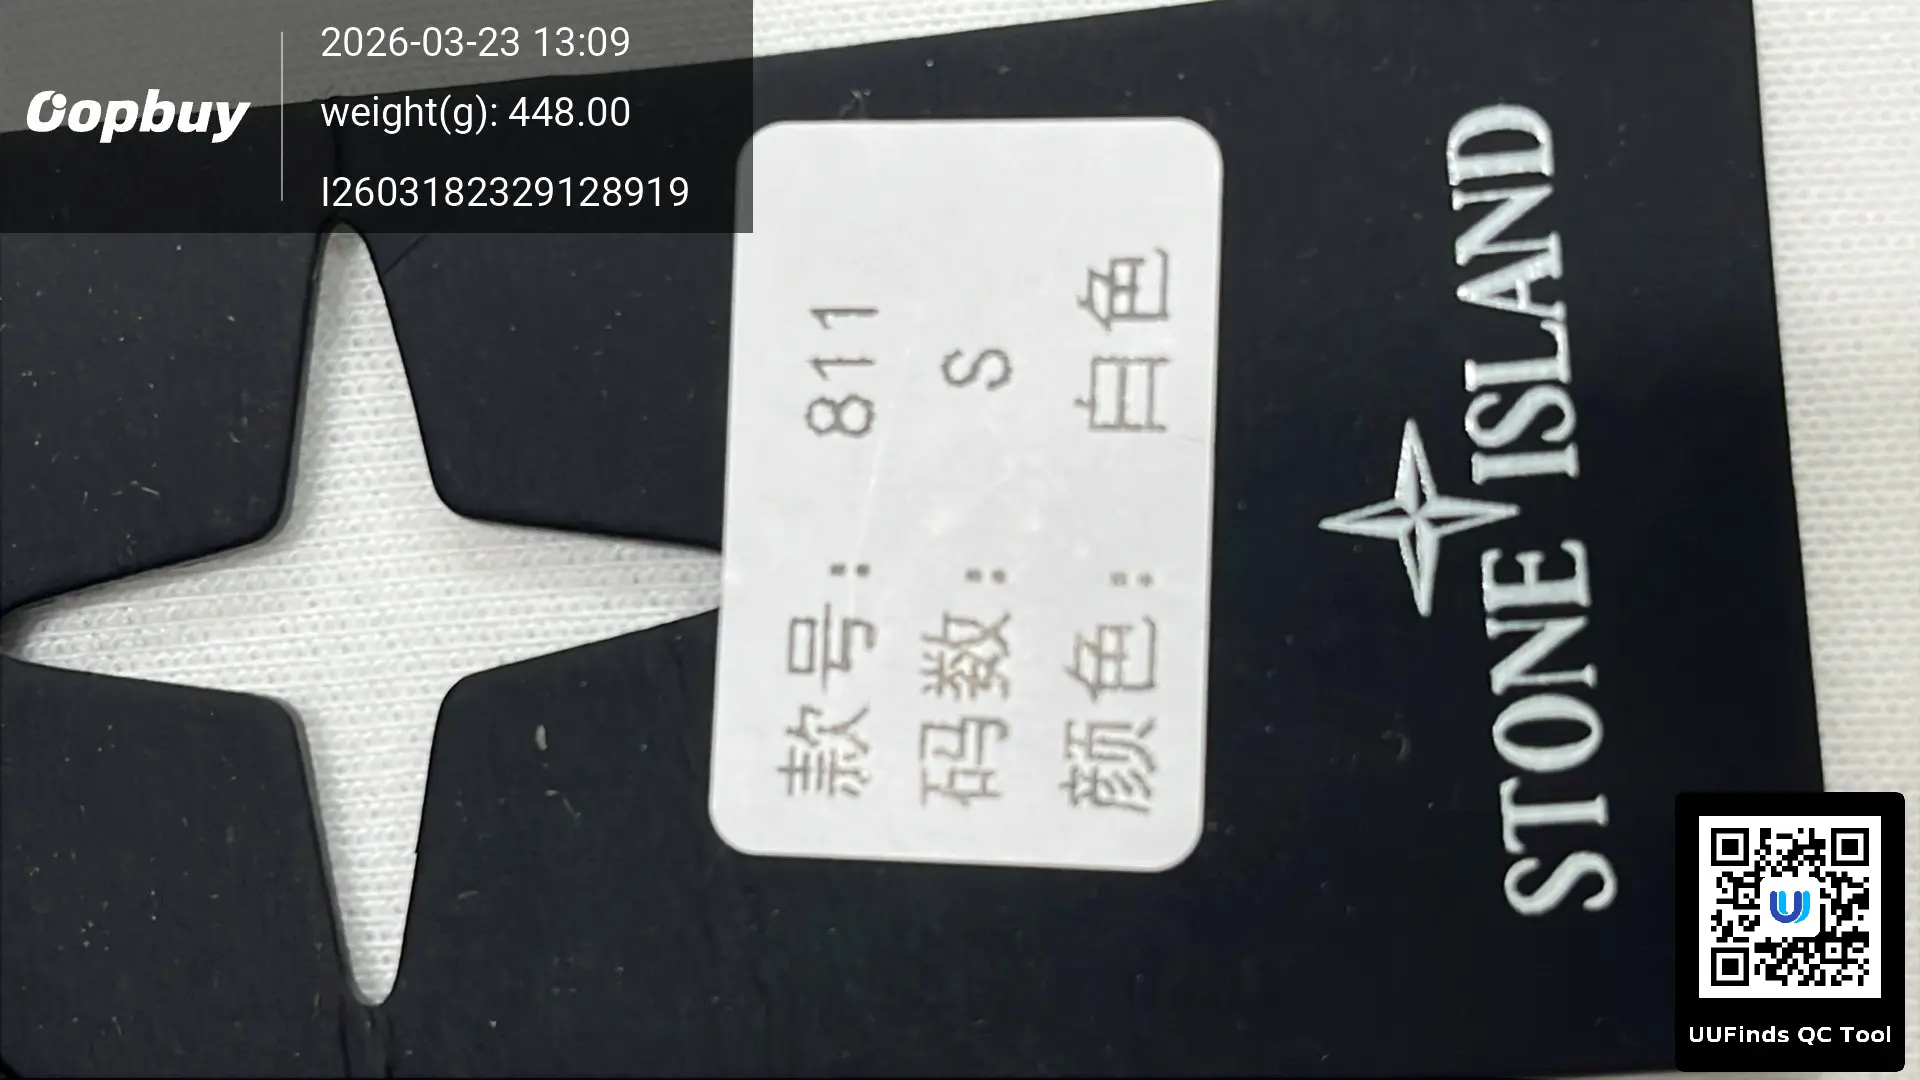 Oopbuy
2026-03-23 13:09
weight(g): 448.00
I2603182329128919
款号: 811
码数: S
颜色: 白色
STONE ISLAND
UUFinds QC Tool